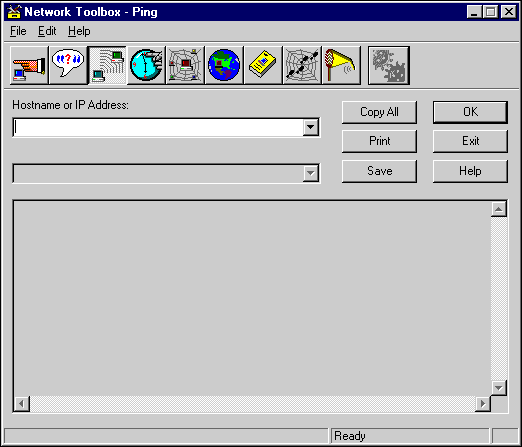 Network Toolbox - Ping
File Edit Help
"?"
Hostname or IP Address:
Copy All OK
Print Exit
Save Help
Ready